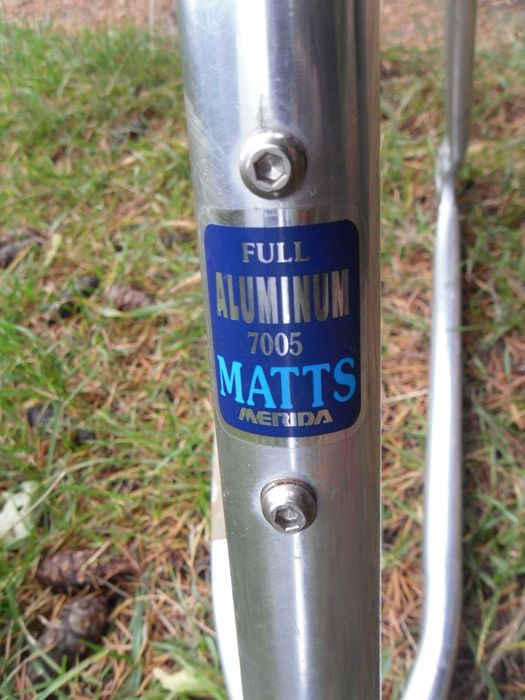 FULL
ALUMINUM
7005
MATTS
MERIDA